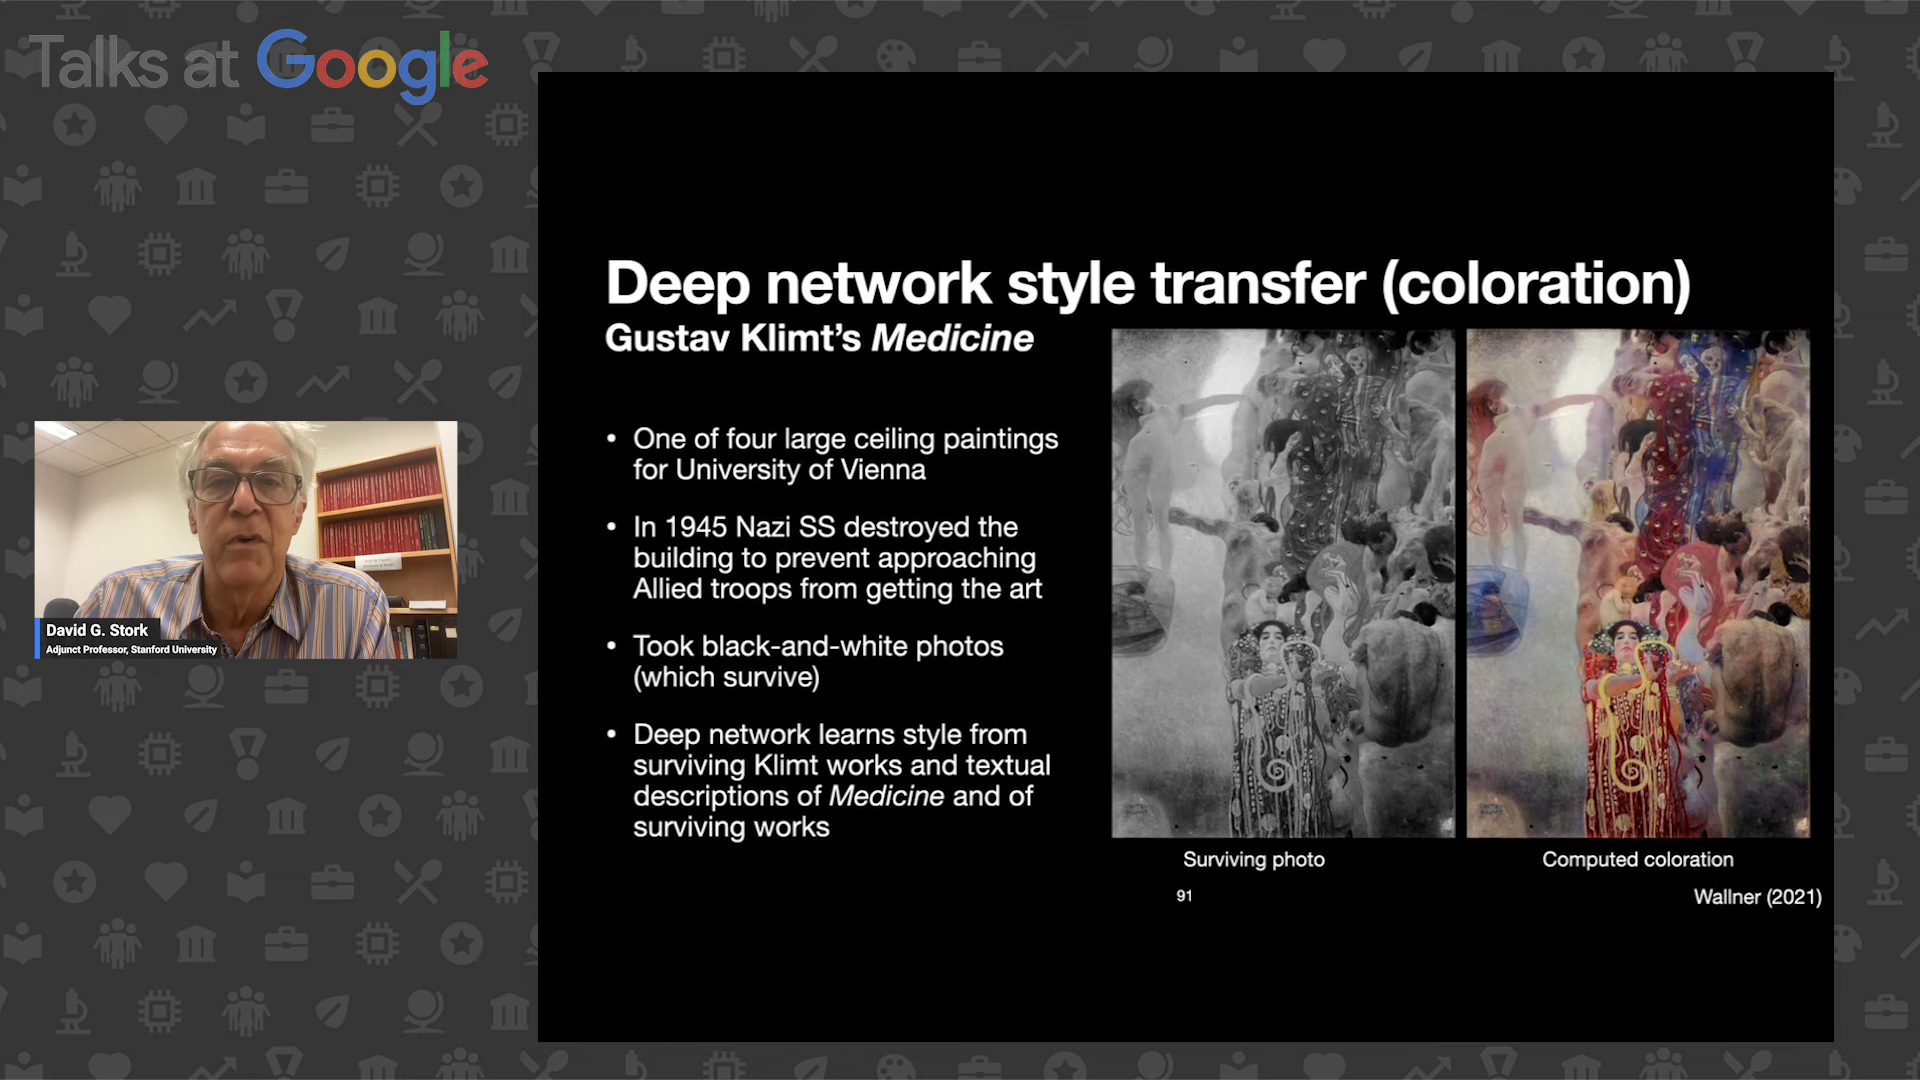 Talks at Google
Deep network style transfer (coloration)
Gustav Klimt's Medicine
• One of four large ceiling paintings
for University of Vienna
• In 1945 Nazi SS destroyed the
building to prevent approaching
Allied troops from getting the art
• Took black-and-white photos
(which survive)
• Deep network learns style from
surviving Klimt works and textual
descriptions of Medicine and of
surviving works
Surviving photo
Computed coloration
91
Wallner (2021)
David G. Stork
Adjunct Professor, Stanford University